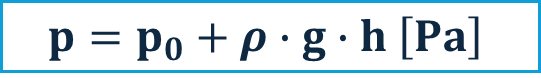 p = p₀ + ρ · g · h [Pa]